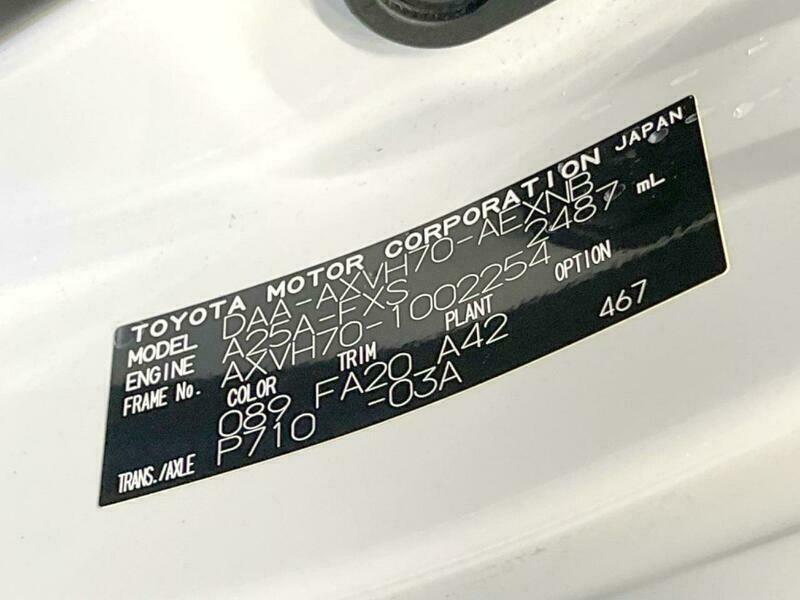 TOYOTA MOTOR CORPORATION JAPAN
MODEL DAA-AXVH70-AEXNB
ENGINE A25A-FXS 2487 mL
FRAME No. AXVH70-1002254
COLOR TRIM PLANT OPTION
089 FA20 A42 467
TRANS./AXLE P710 -03A